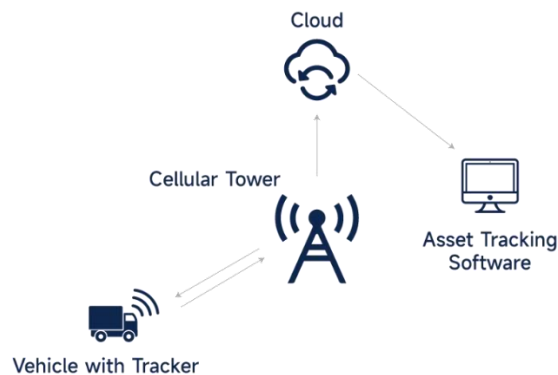 Cloud
Cellular Tower
Asset Tracking
Software
Vehicle with Tracker